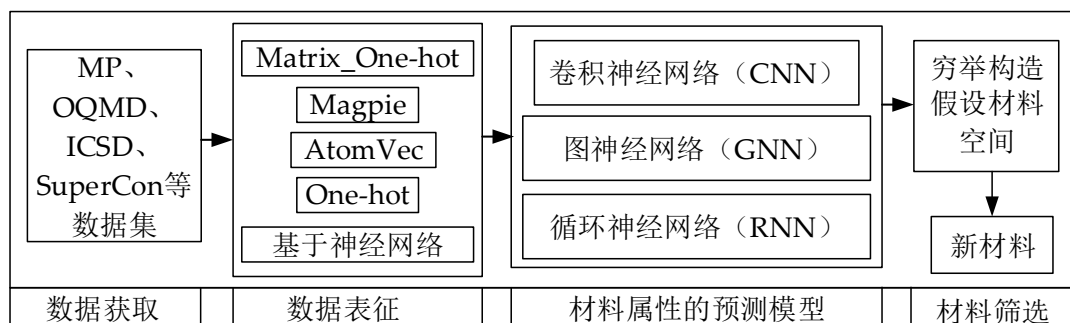 MP、
OQMD、
ICSD、
SuperCon等
数据集
Matrix_One-hot
Magpie
AtomVec
One-hot
基于神经网络
卷积神经网络（CNN）
图神经网络（GNN）
循环神经网络（RNN）
穷举构造
假设材料
空间
新材料
数据获取
数据表征
材料属性的预测模型
材料筛选